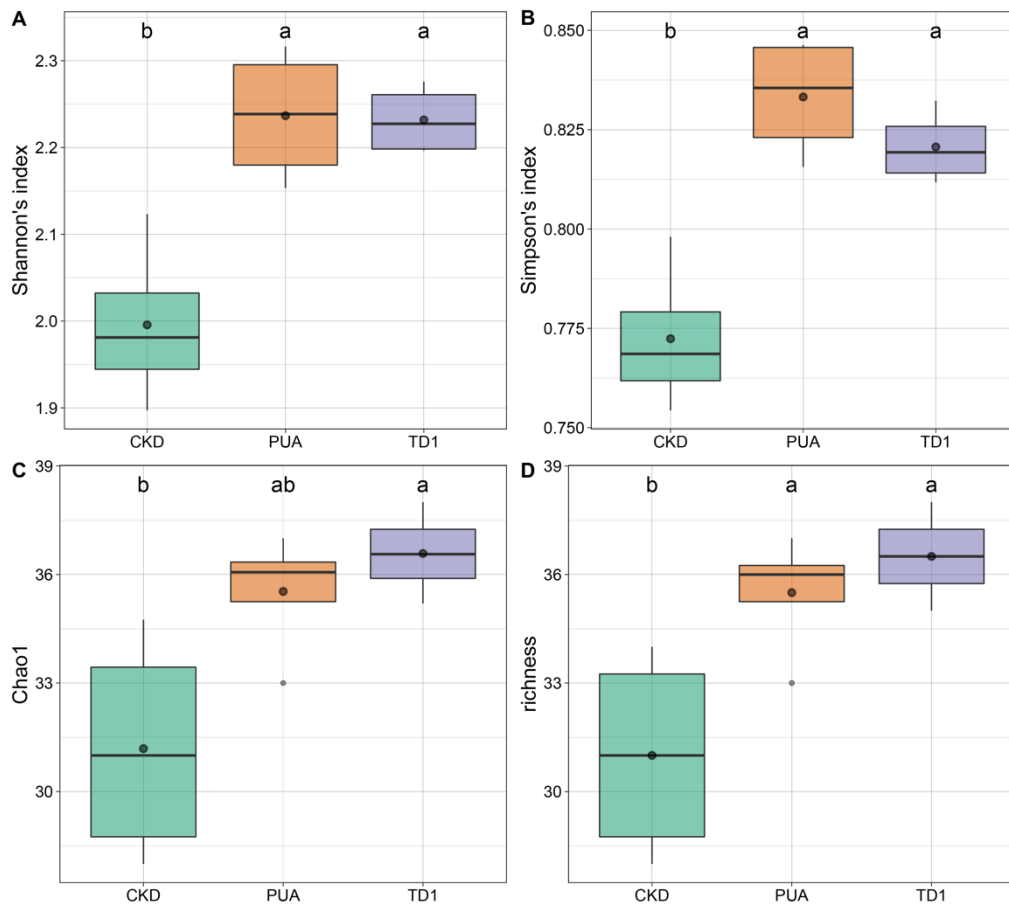 A
b a a
Shannon's index
2.3
2.2
2.1
2.0
1.9
CKD PUA TD1
B
b a a
Simpson's index
0.850
0.825
0.800
0.775
0.750
CKD PUA TD1
C
b ab a
Chao1
39
36
33
30
CKD PUA TD1
D
b a a
richness
39
36
33
30
CKD PUA TD1